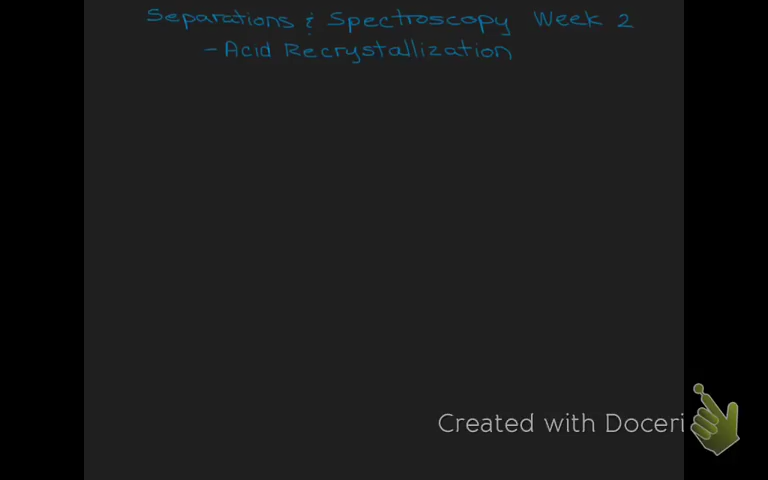 Separations & Spectroscopy Week 2
- Acid Recrystallization
Created with Doceri